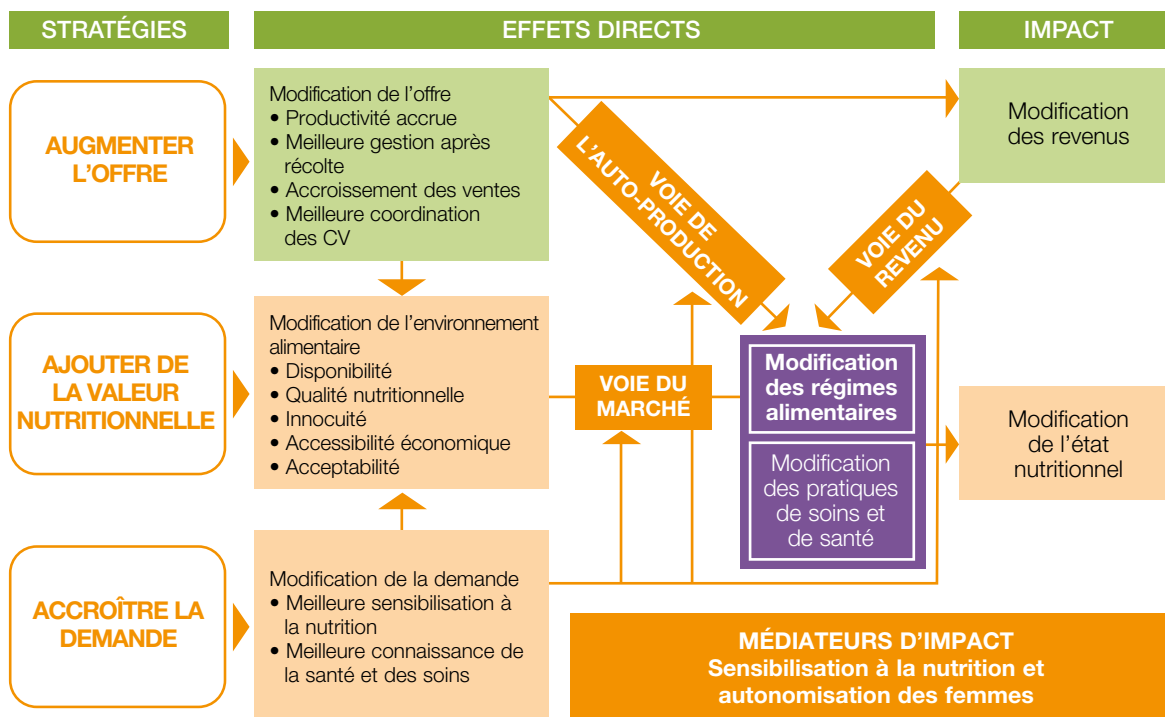 STRATÉGIES
EFFETS DIRECTS
IMPACT
AUGMENTER
L'OFFRE
Modification de l'offre
• Productivité accrue
• Meilleure gestion après
récolte
• Accroissement des ventes
• Meilleure coordination
des CV
VOIE DE
L'AUTO-PRODUCTION
VOIE DU
REVENU
Modification
des revenus
AJOUTER DE
LA VALEUR
NUTRITIONNELLE
Modification de l'environnement
alimentaire
• Disponibilité
• Qualité nutritionnelle
• Innocuité
• Accessibilité économique
• Acceptabilité
VOIE DU
MARCHÉ
Modification
des régimes
alimentaires
Modification
des pratiques
de soins et
de santé
Modification
de l'état
nutritionnel
ACCROÎTRE LA
DEMANDE
Modification de la demande
• Meilleure sensibilisation à
la nutrition
• Meilleure connaissance de
la santé et des soins
MÉDIATEURS D'IMPACT
Sensibilisation à la nutrition et
autonomisation des femmes